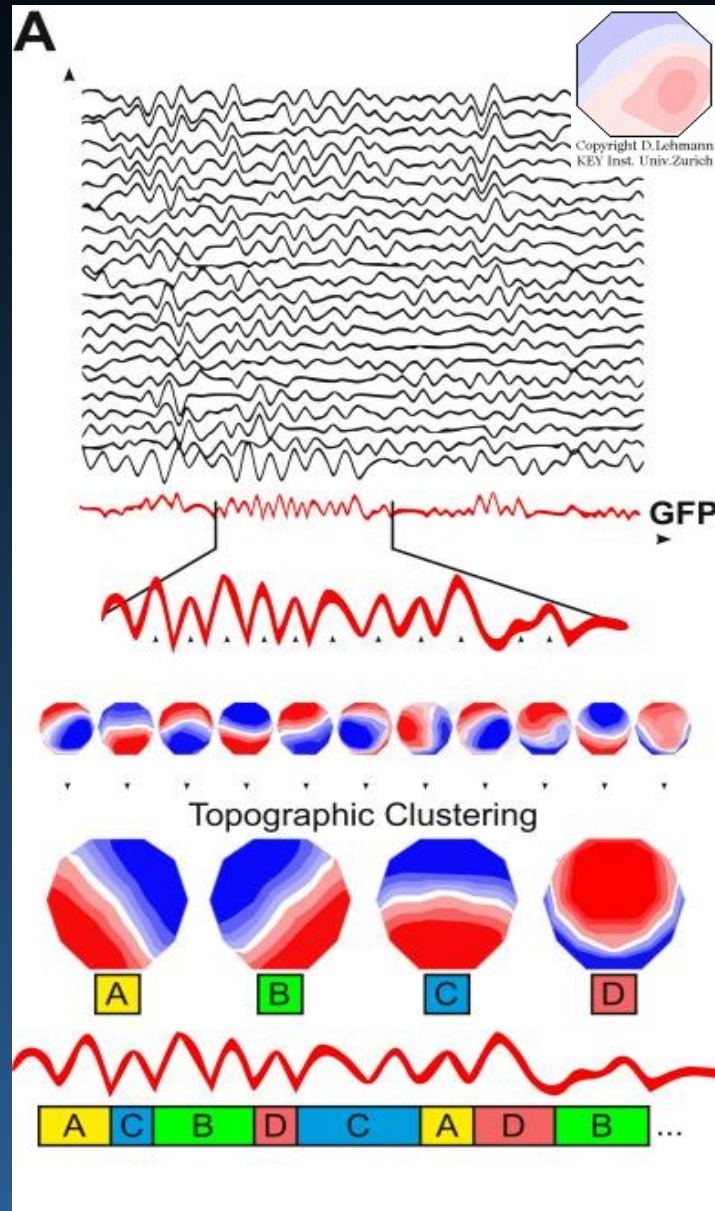 A
Copyright D.Lehmann
KEY Inst. Univ.Zurich
GFP
Topographic Clustering
A B C D
A C B D C A D B ...